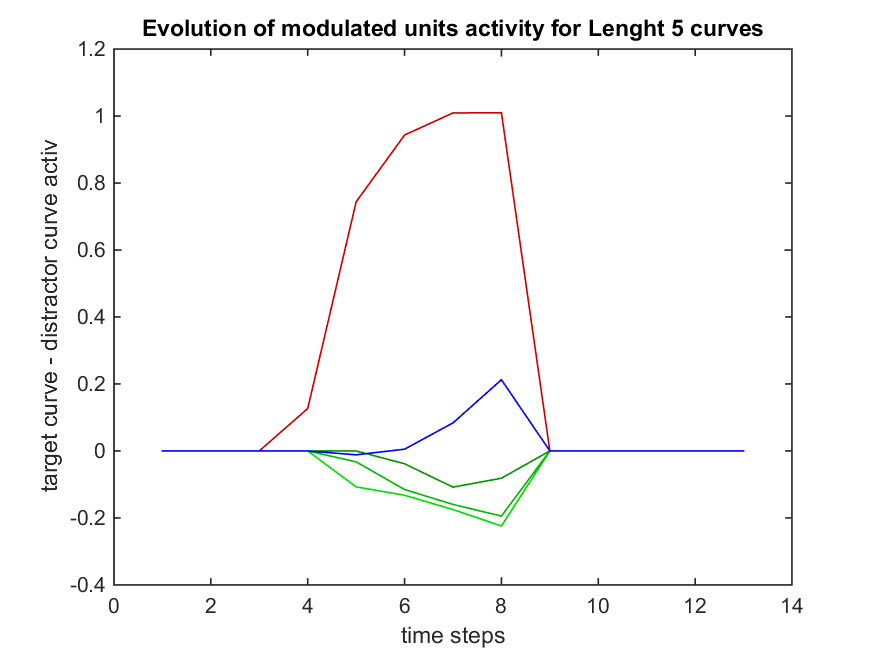 Evolution of modulated units activity for Lenght 5 curves
1.2
1
0.8
0.6
0.4
0.2
0
-0.2
-0.4
target curve - distractor curve activ
0 2 4 6 8 10 12 14
time steps